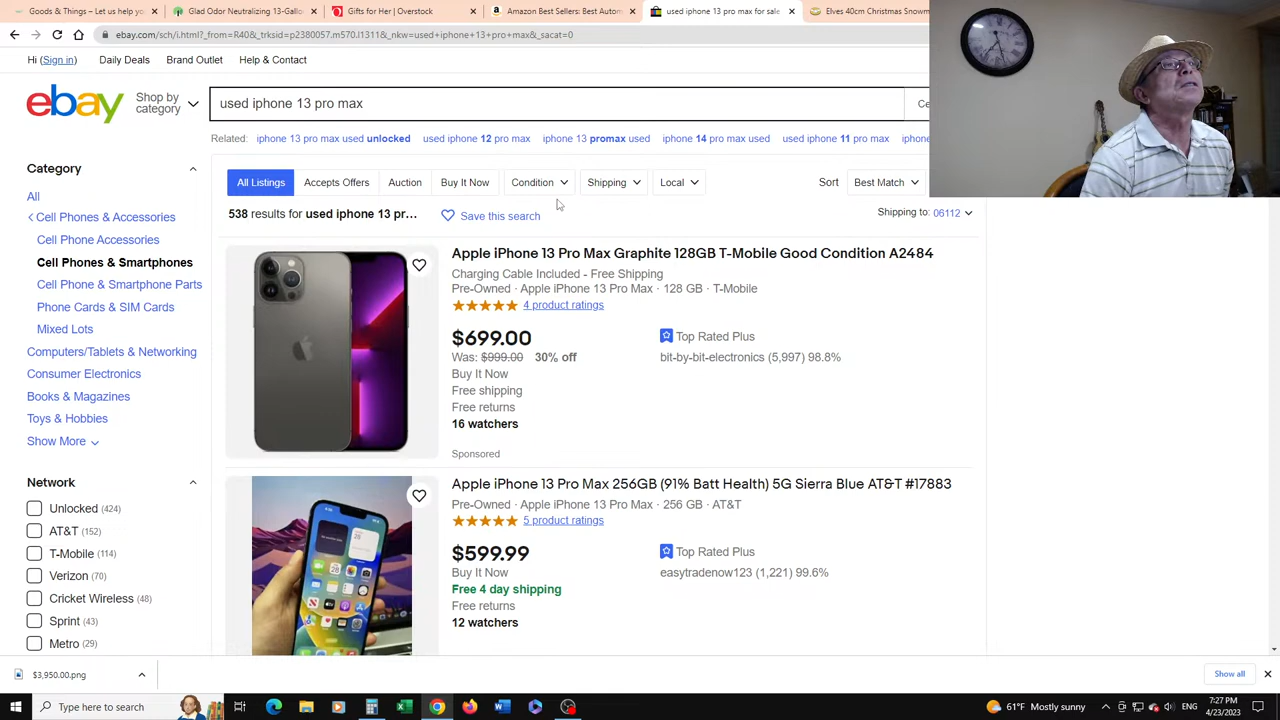 Goods & Parties – Let us help yo
Glad Odor Neutralizing 13-Gallon
Gifts for Her | Overstock
Amazon Best Sellers: Best Autom
used iphone 13 pro max for sale
Elves 40cm Christmas Snowm
ebay.com/sch/i.html?_from=R40&_trksid=p2380057.m570.l1311&_nkw=used+iphone+13+pro+max&_sacat=0
Hi (Sign in) Daily Deals Brand Outlet Help & Contact
ebay
Shop by category
used iphone 13 pro max
Ce
Related: iphone 13 pro max used unlocked used iphone 12 pro max iphone 13 promax used iphone 14 pro max used used iphone 11 pro max iphone
All Listings Accepts Offers Auction Buy It Now Condition Shipping Local Sort Best Match
538 results for used iphone 13 pr... Save this search Shipping to: 06112
Category
All
Cell Phones & Accessories
Cell Phone Accessories
Cell Phones & Smartphones
Cell Phone & Smartphone Parts
Phone Cards & SIM Cards
Mixed Lots
Computers/Tablets & Networking
Consumer Electronics
Books & Magazines
Toys & Hobbies
Show More
Network
Unlocked (424)
AT&T (152)
T-Mobile (114)
Verizon (70)
Cricket Wireless (48)
Sprint (43)
Metro (29)
Apple iPhone 13 Pro Max Graphite 128GB T-Mobile Good Condition A2484
Charging Cable Included - Free Shipping
Pre-Owned · Apple iPhone 13 Pro Max · 128 GB · T-Mobile
4 product ratings
$699.00 Top Rated Plus
Was: $999.00 30% off bit-by-bit-electronics (5,997) 98.8%
Buy It Now
Free shipping
Free returns
16 watchers
Sponsored
Apple iPhone 13 Pro Max 256GB (91% Batt Health) 5G Sierra Blue AT&T #17883
Pre-Owned · Apple iPhone 13 Pro Max · 256 GB · AT&T
5 product ratings
$599.99 Top Rated Plus
Buy It Now easytradenow123 (1,221) 99.6%
Free 4 day shipping
Free returns
12 watchers
$3,950.00.png
Show all
Type here to search
61°F Mostly sunny
ENG
7:27 PM
4/23/2023